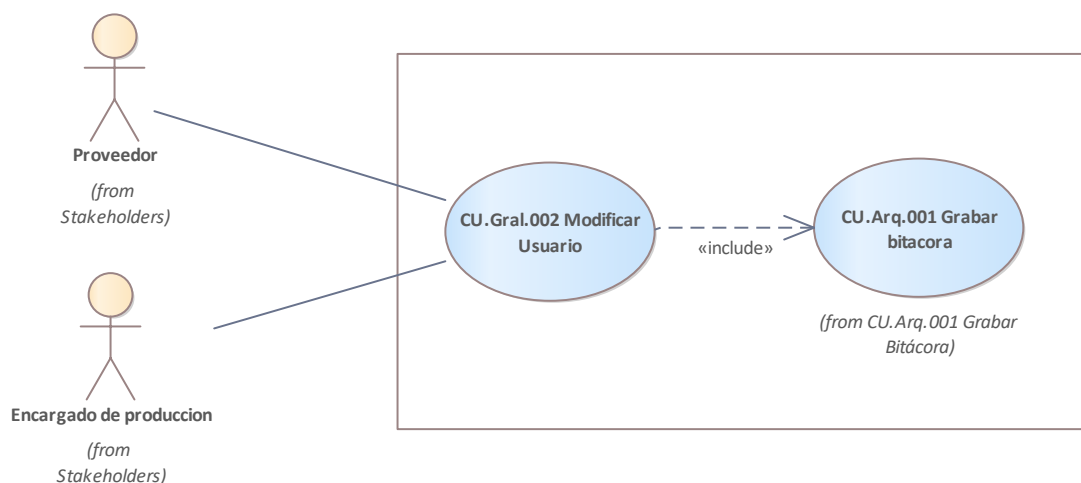 Proveedor
(from
Stakeholders)
CU.Gral.002 Modificar
Usuario
«include»
CU.Arq.001 Grabar
bitacora
(from CU.Arq.001 Grabar
Bitácora)
Encargado de produccion
(from
Stakeholders)